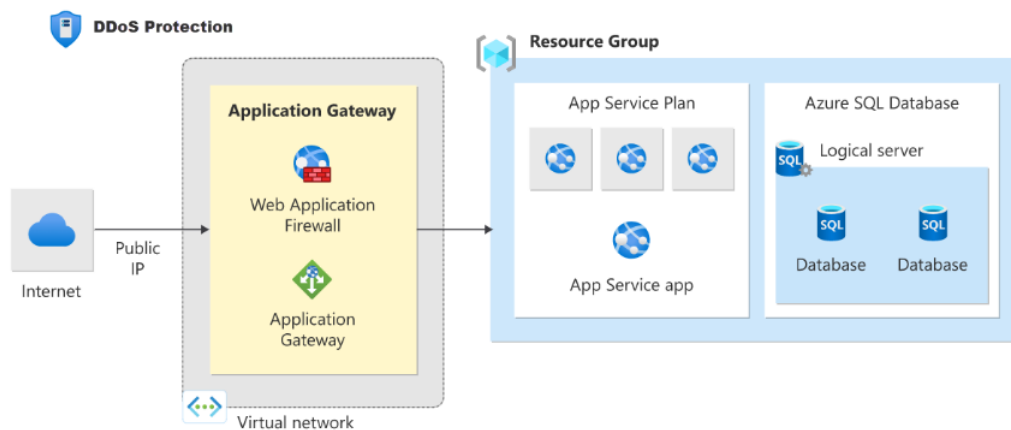 DDoS Protection
Resource Group
Application Gateway
Web Application
Firewall
Application
Gateway
Public
IP
Internet
Virtual network
App Service Plan
App Service app
Azure SQL Database
SQL
Logical server
SQL
SQL
Database
Database